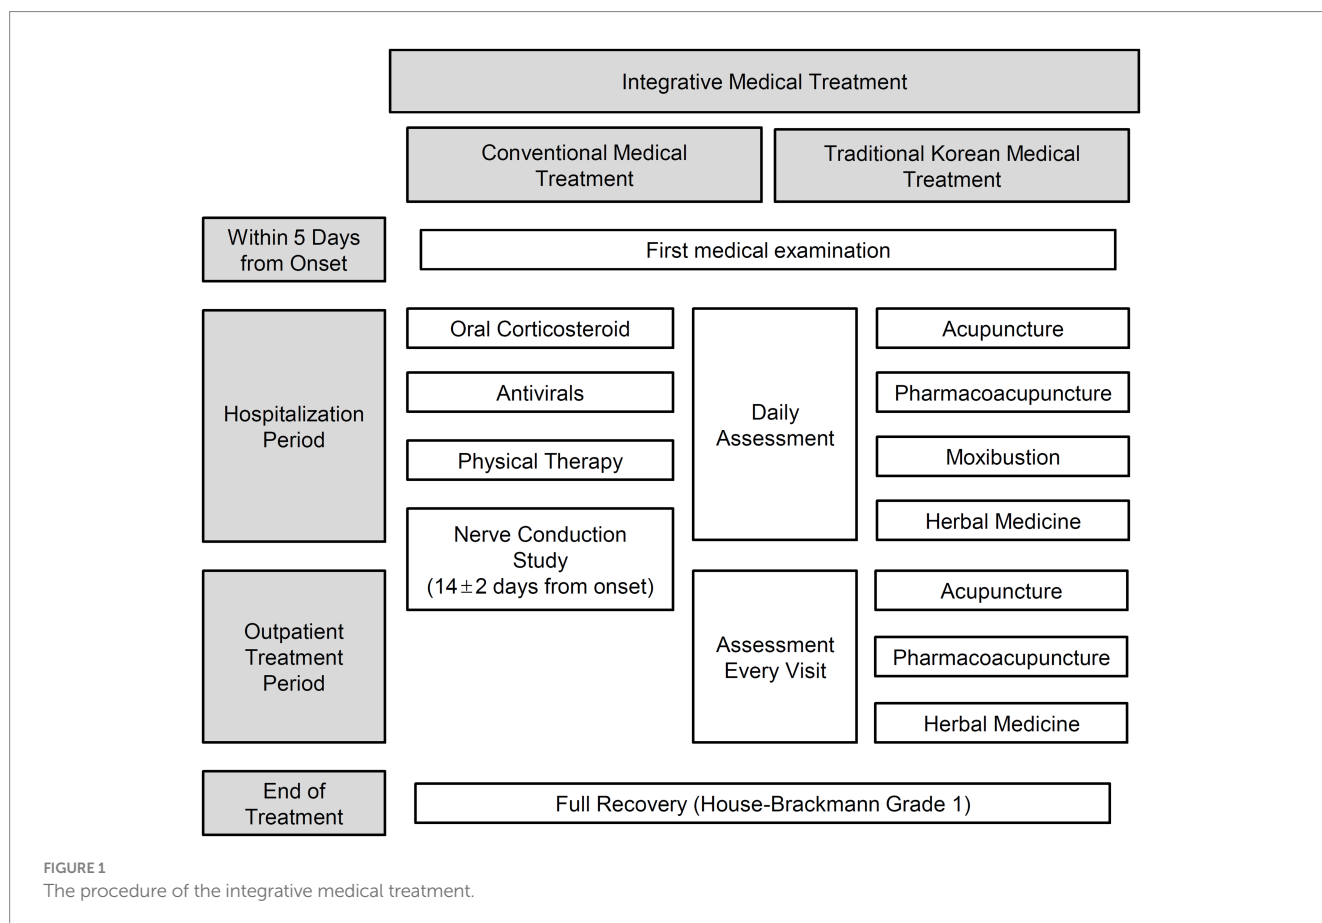 Integrative Medical Treatment
Conventional Medical
Treatment
Traditional Korean Medical
Treatment
Within 5 Days
from Onset
First medical examination
Hospitalization
Period
Oral Corticosteroid
Antivirals
Physical Therapy
Nerve Conduction
Study
(14±2 days from onset)
Daily
Assessment
Acupuncture
Pharmacoacupuncture
Moxibustion
Herbal Medicine
Outpatient
Treatment
Period
Assessment
Every Visit
Acupuncture
Pharmacoacupuncture
Herbal Medicine
End of
Treatment
Full Recovery (House-Brackmann Grade 1)
FIGURE 1
The procedure of the integrative medical treatment.